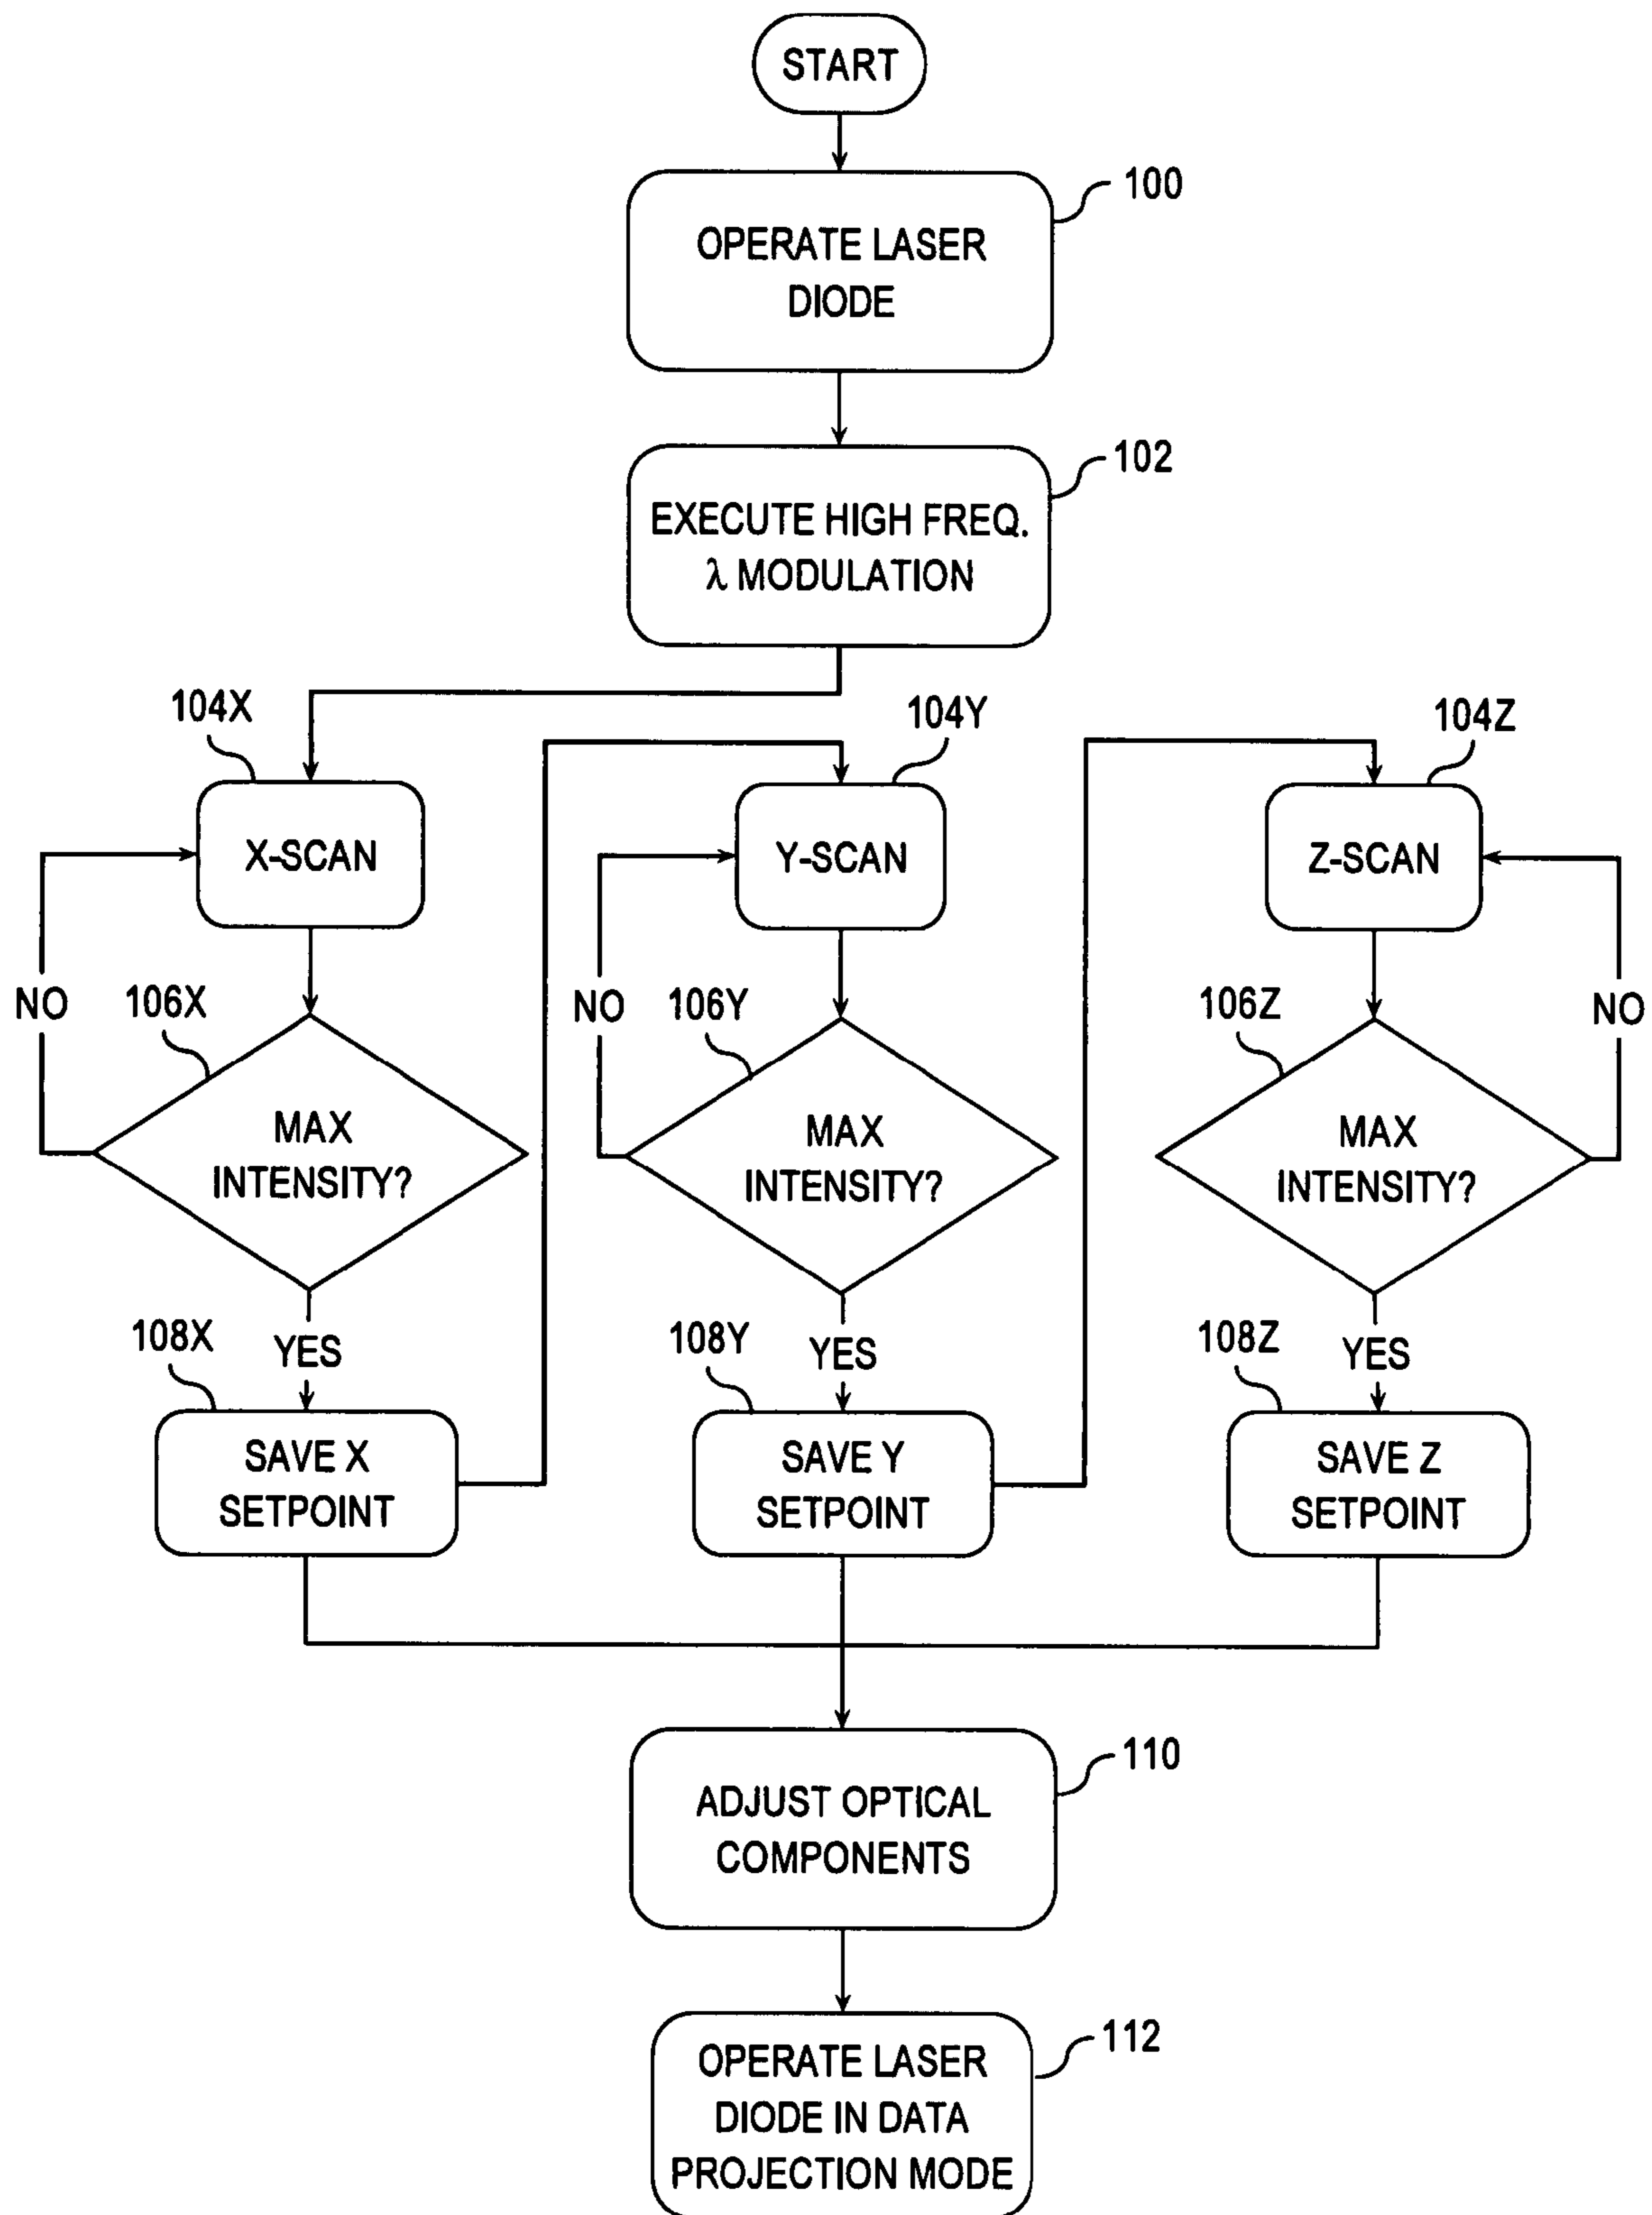 START
100
OPERATE LASER
DIODE
102
EXECUTE HIGH FREQ.
λ MODULATION
104X
X-SCAN
NO
106X
MAX
INTENSITY?
YES
108X
SAVE X
SETPOINT
104Y
Y-SCAN
NO
106Y
MAX
INTENSITY?
YES
108Y
SAVE Y
SETPOINT
104Z
Z-SCAN
NO
106Z
MAX
INTENSITY?
YES
108Z
SAVE Z
SETPOINT
110
ADJUST OPTICAL
COMPONENTS
112
OPERATE LASER
DIODE IN DATA
PROJECTION MODE